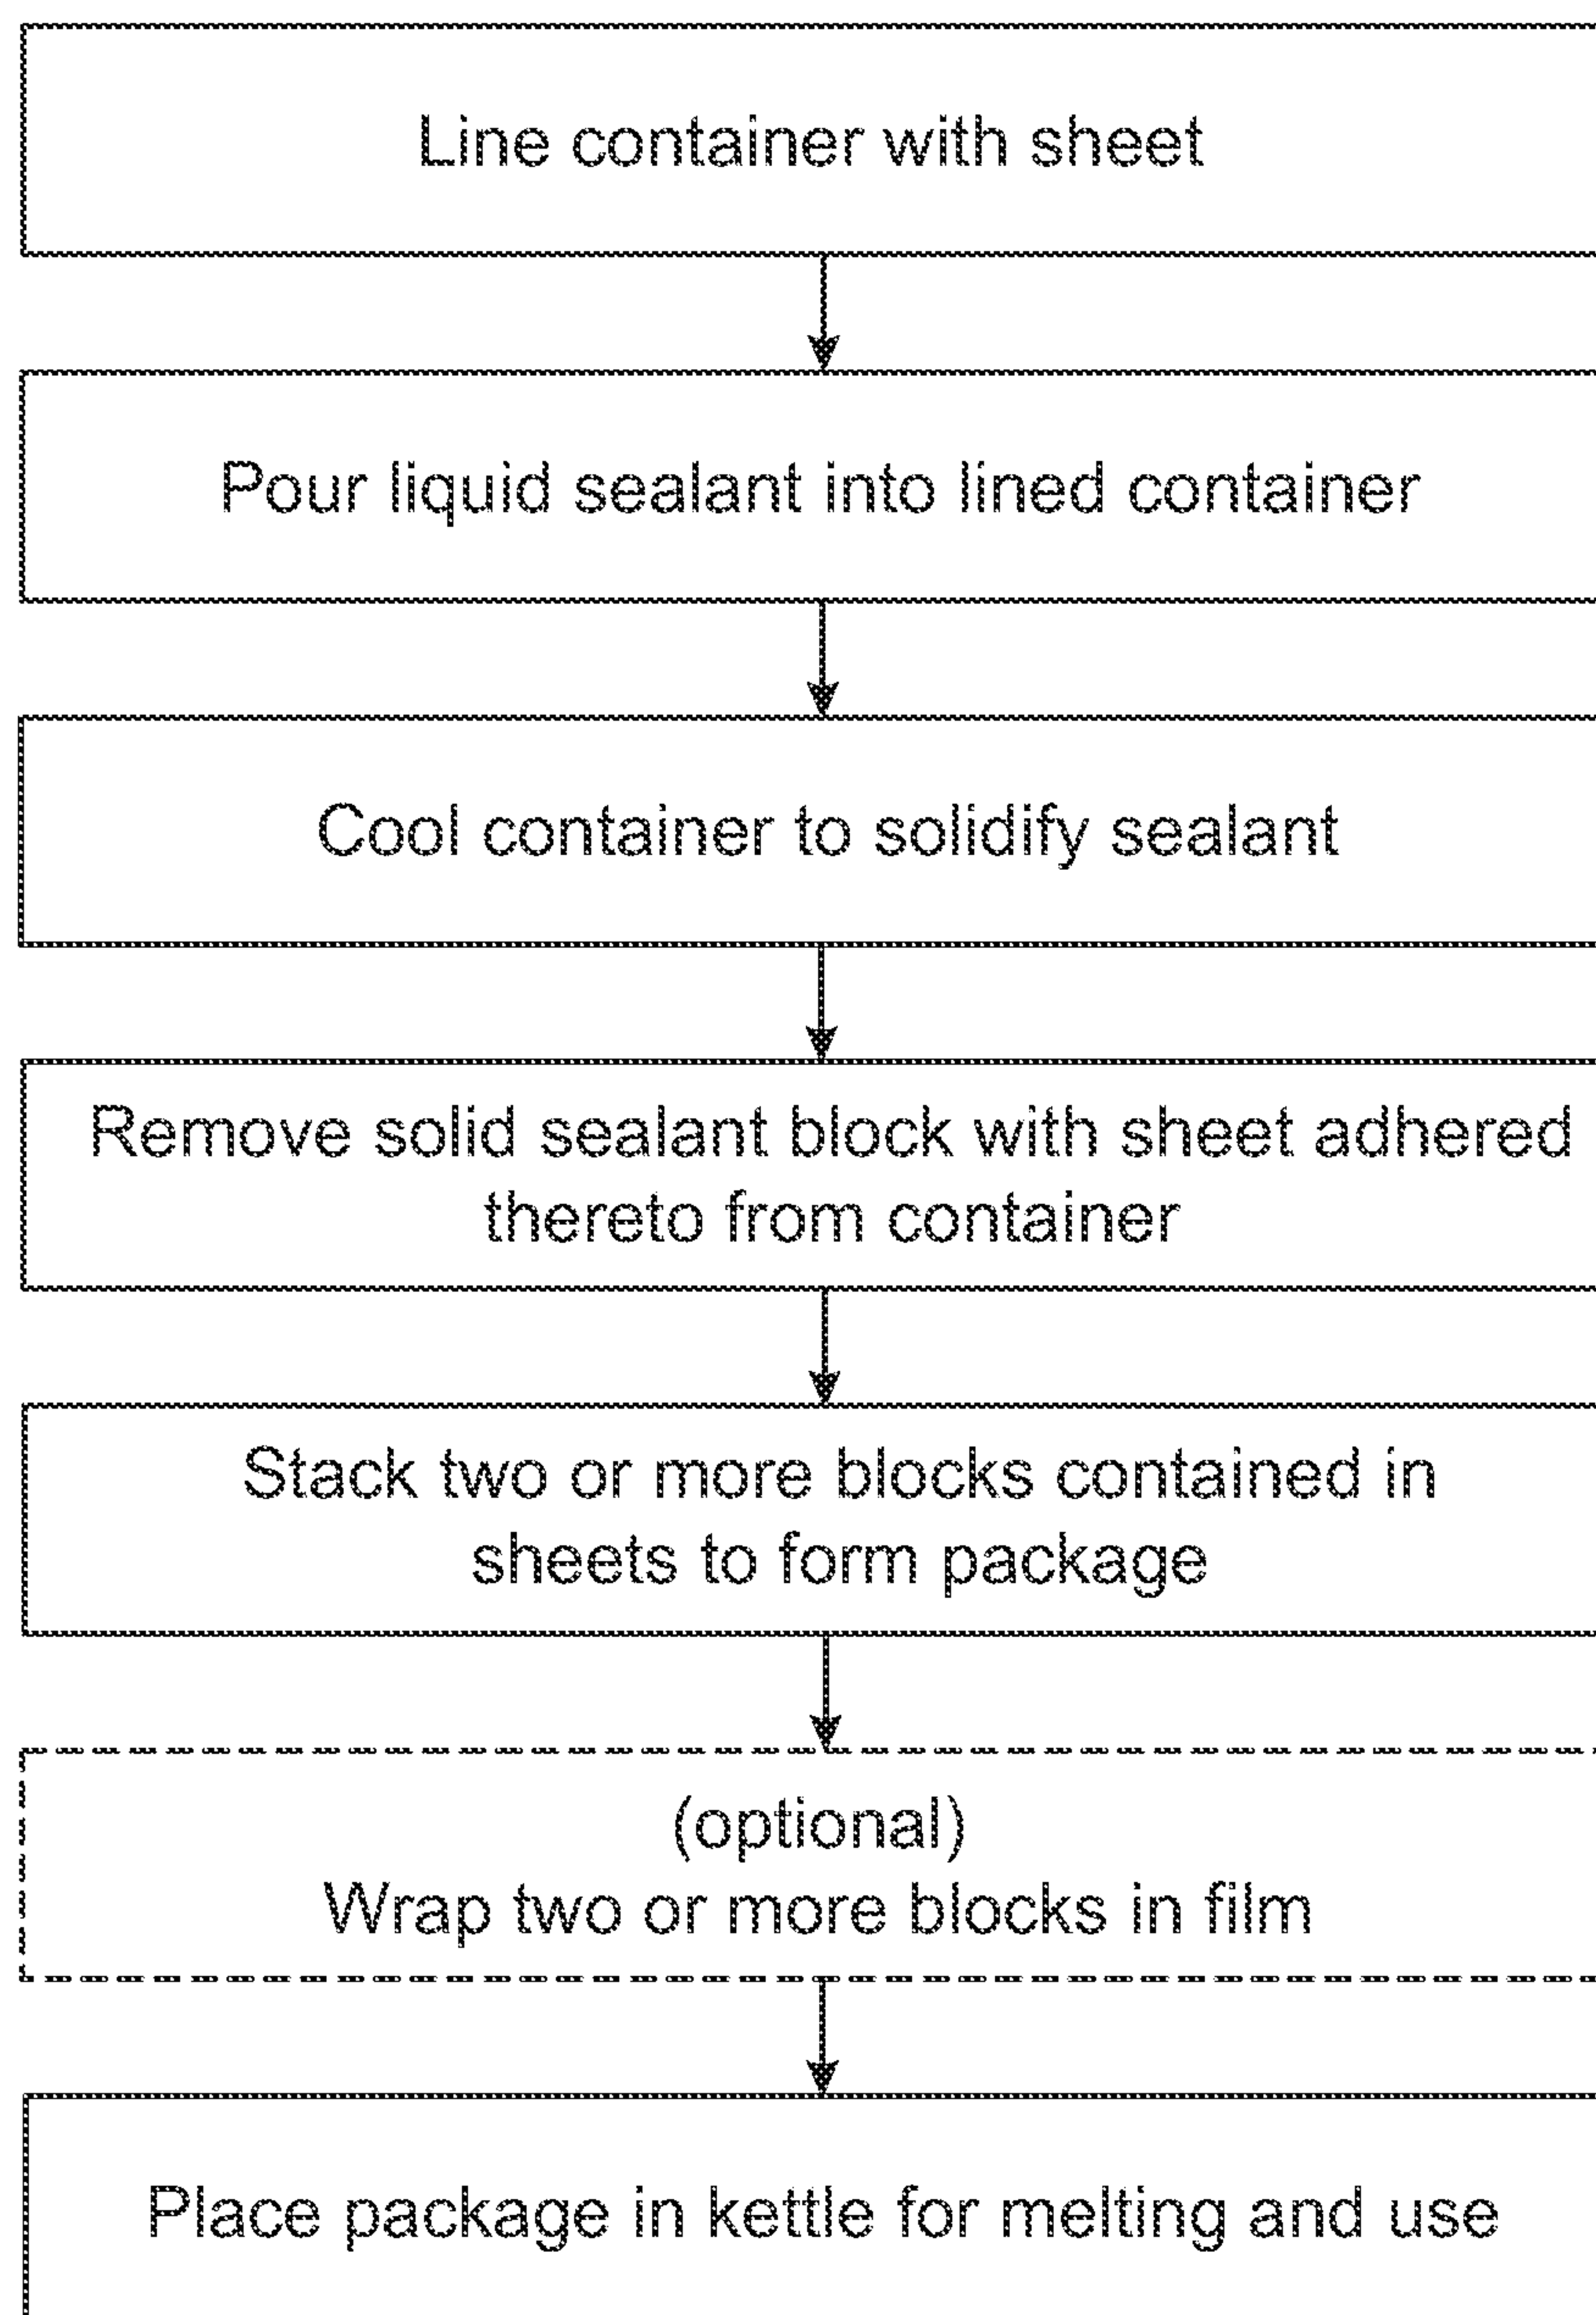 Line container with sheet
Pour liquid sealant into lined container
Cool container to solidify sealant
Remove solid sealant block with sheet adhered
thereto from container
Stack two or more blocks contained in
sheets to form package
(optional)
Wrap two or more blocks in film
Place package in kettle for melting and use